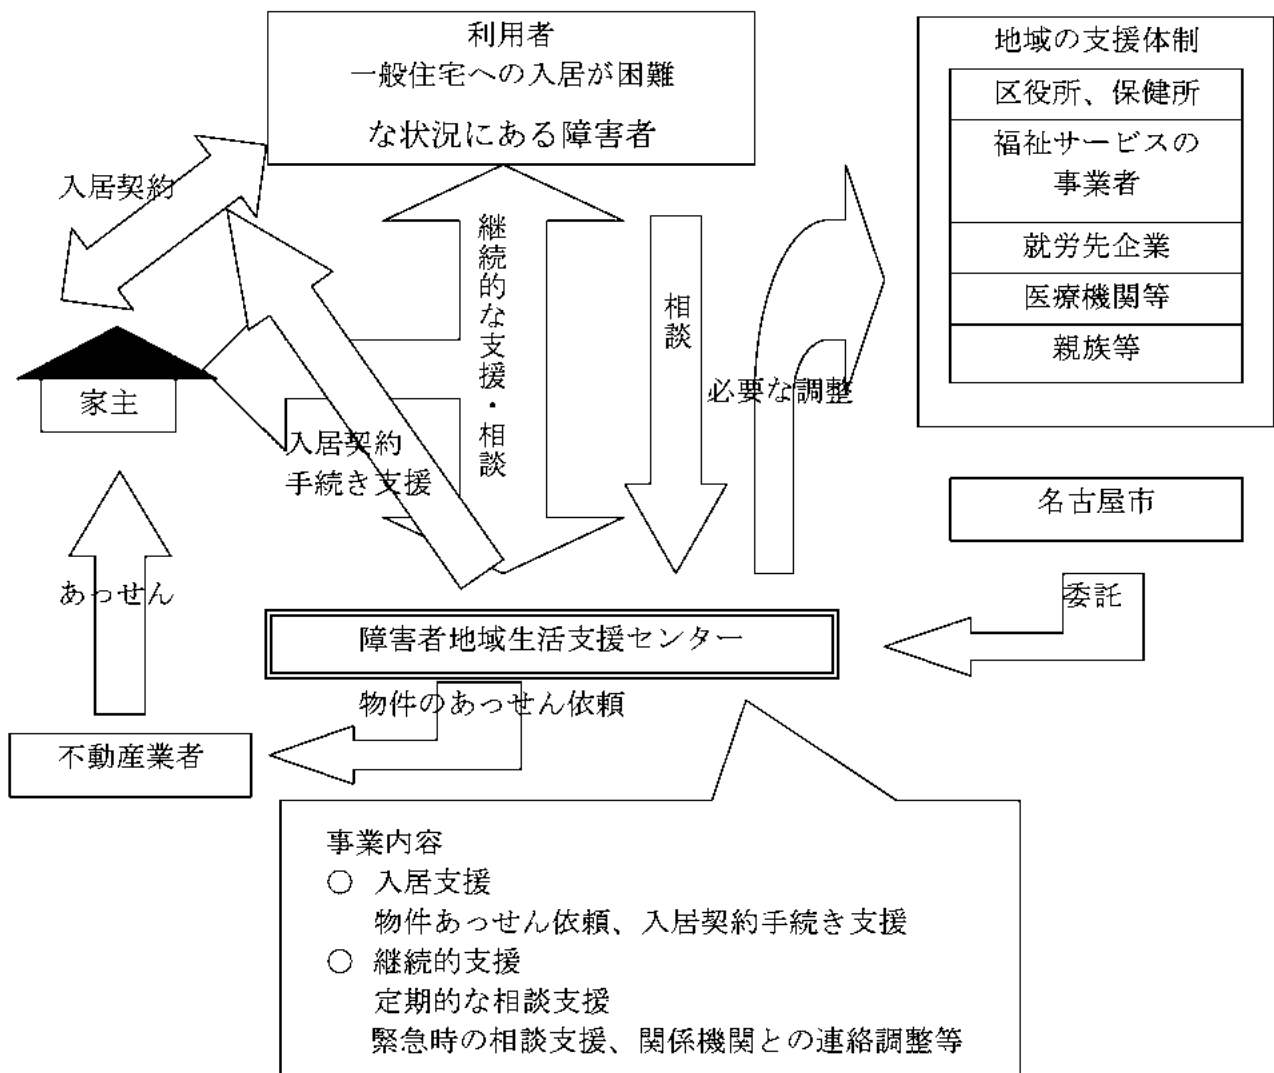 利用者
一般住宅への入居が困難
な状況にある障害者
地域の支援体制
区役所、保健所
福祉サービスの
事業者
就労先企業
医療機関等
親族等
入居契約
継続的な支援・相談
相談
必要な調整
家主
入居契約
手続き支援
名古屋市
あっせん
委託
障害者地域生活支援センター
物件のあっせん依頼
不動産業者
事業内容
○ 入居支援
物件あっせん依頼、入居契約手続き支援
○ 継続的支援
定期的な相談支援
緊急時の相談支援、関係機関との連絡調整等